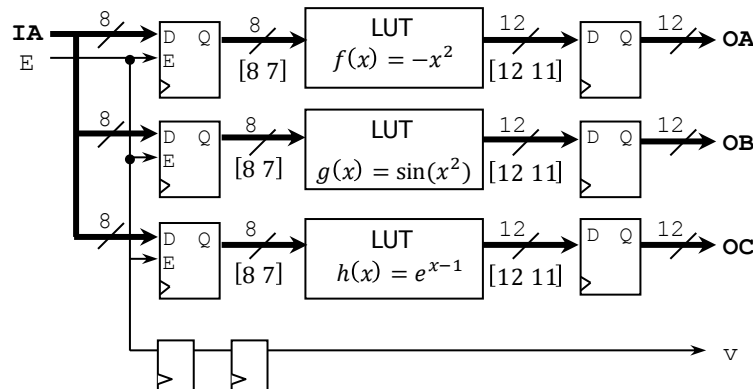 IA 8 D Q 8 LUT 12 D Q 12 OA
E E [8 7] f(x) = −x² [12 11]
8 D Q 8 LUT 12 D Q 12 OB
E [8 7] g(x) = sin(x²) [12 11]
8 D Q 8 LUT 12 D Q 12 OC
E [8 7] h(x) = eˣ⁻¹ [12 11]
v